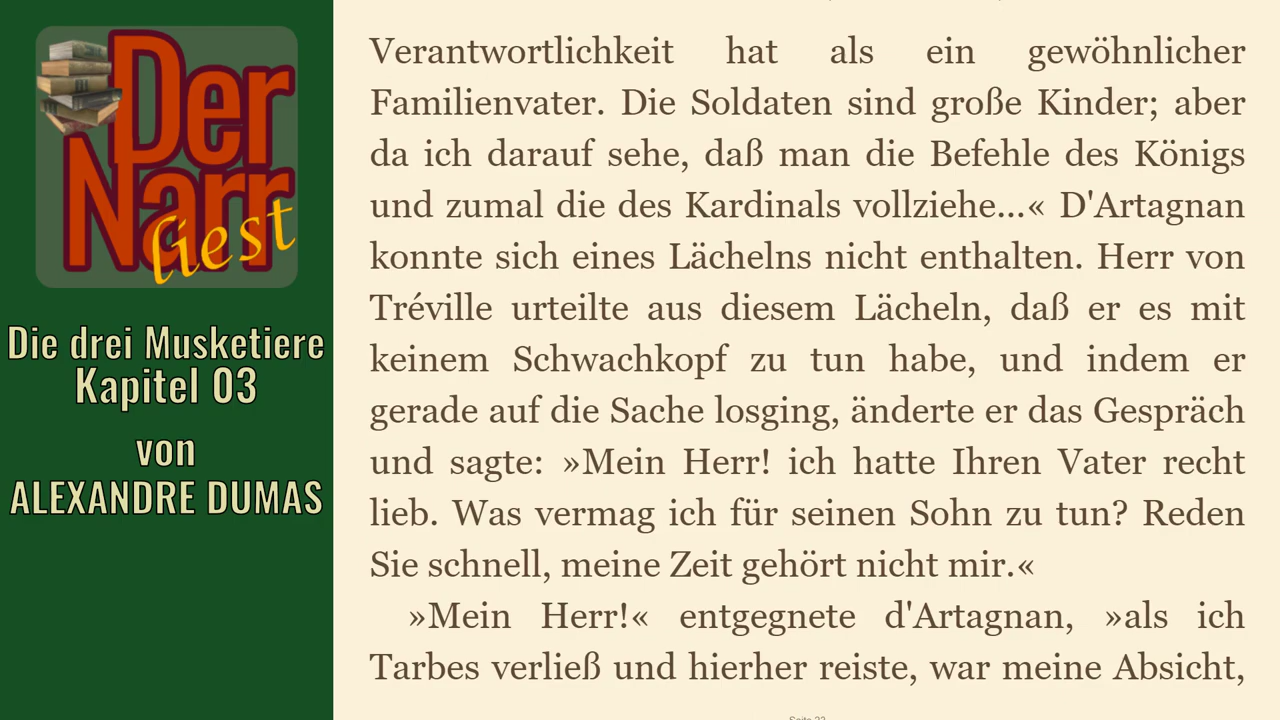 Der
Narr
liest
Die drei Musketiere
Kapitel 03
von
ALEXANDRE DUMAS
Verantwortlichkeit hat als ein gewöhnlicher
Familienvater. Die Soldaten sind große Kinder; aber
da ich darauf sehe, daß man die Befehle des Königs
und zumal die des Kardinals vollziehe...« D'Artagnan
konnte sich eines Lächelns nicht enthalten. Herr von
Tréville urteilte aus diesem Lächeln, daß er es mit
keinem Schwachkopf zu tun habe, und indem er
gerade auf die Sache losging, änderte er das Gespräch
und sagte: »Mein Herr! ich hatte Ihren Vater recht
lieb. Was vermag ich für seinen Sohn zu tun? Reden
Sie schnell, meine Zeit gehört nicht mir.«
»Mein Herr!« entgegnete d'Artagnan, »als ich
Tarbes verließ und hierher reiste, war meine Absicht,